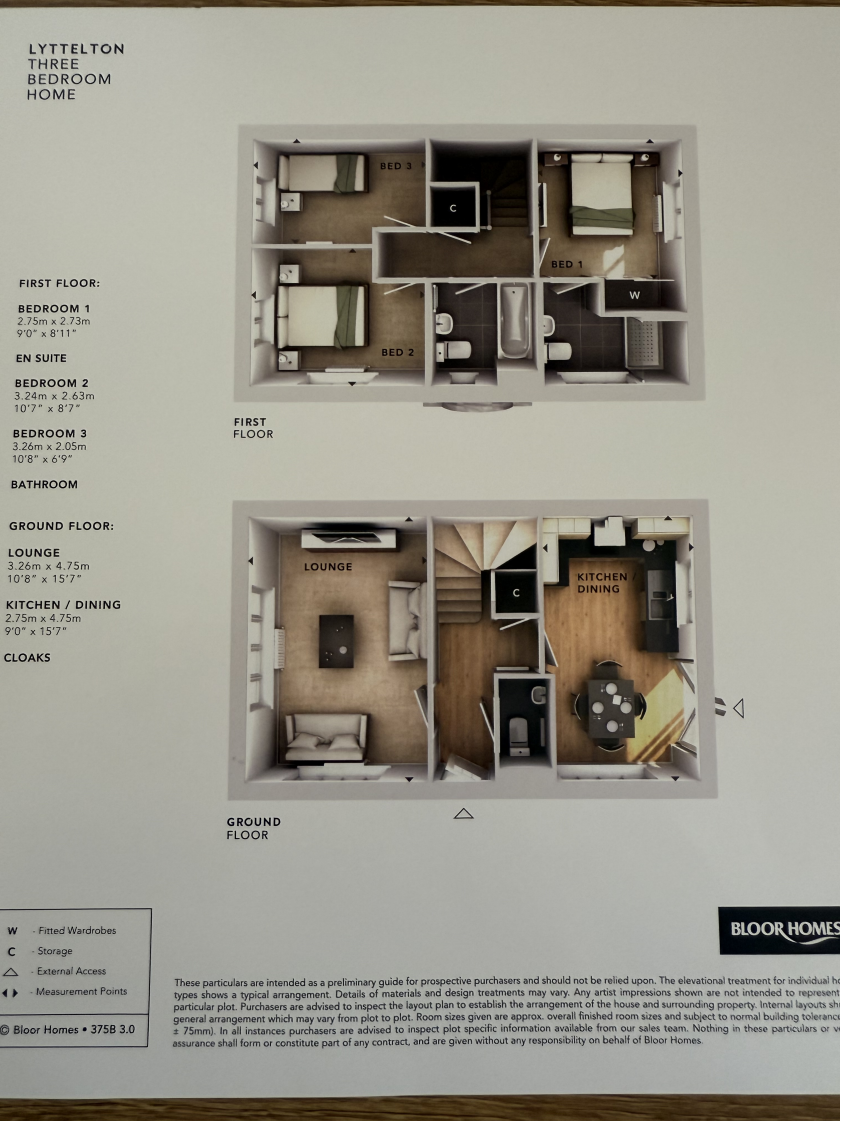 LYTTELTON
THREE
BEDROOM
HOME
BED 3
C
BED 1
W
BED 2
FIRST FLOOR:
BEDROOM 1
2.75m x 2.73m
9'0" x 8'11"
EN SUITE
BEDROOM 2
3.24m x 2.63m
10'7" x 8'7"
BEDROOM 3
3.26m x 2.05m
10'8" x 6'9"
BATHROOM
FIRST
FLOOR
GROUND FLOOR:
LOUNGE
3.26m x 4.75m
10'8" x 15'7"
KITCHEN / DINING
2.75m x 4.75m
9'0" x 15'7"
CLOAKS
LOUNGE
C
KITCHEN /
DINING
GROUND
FLOOR
W - Fitted Wardrobes
C - Storage
- External Access
- Measurement Points
© Bloor Homes • 375B 3.0
BLOOR HOMES
These particulars are intended as a preliminary guide for prospective purchasers and should not be relied upon. The elevational treatment for individual
types shows a typical arrangement. Details of materials and design treatments may vary. Any artist impressions shown are not intended to represent
particular plot. Purchasers are advised to inspect the layout plan to establish the arrangement of the house and surrounding property. Internal layouts
general arrangement which may vary from plot to plot. Room sizes given are approx. overall finished room sizes and subject to normal building
± 75mm). In all instances purchasers are advised to inspect plot specific information available from our sales team. Nothing in these particulars or
assurance shall form or constitute part of any contract, and are given without any responsibility on behalf of Bloor Homes.